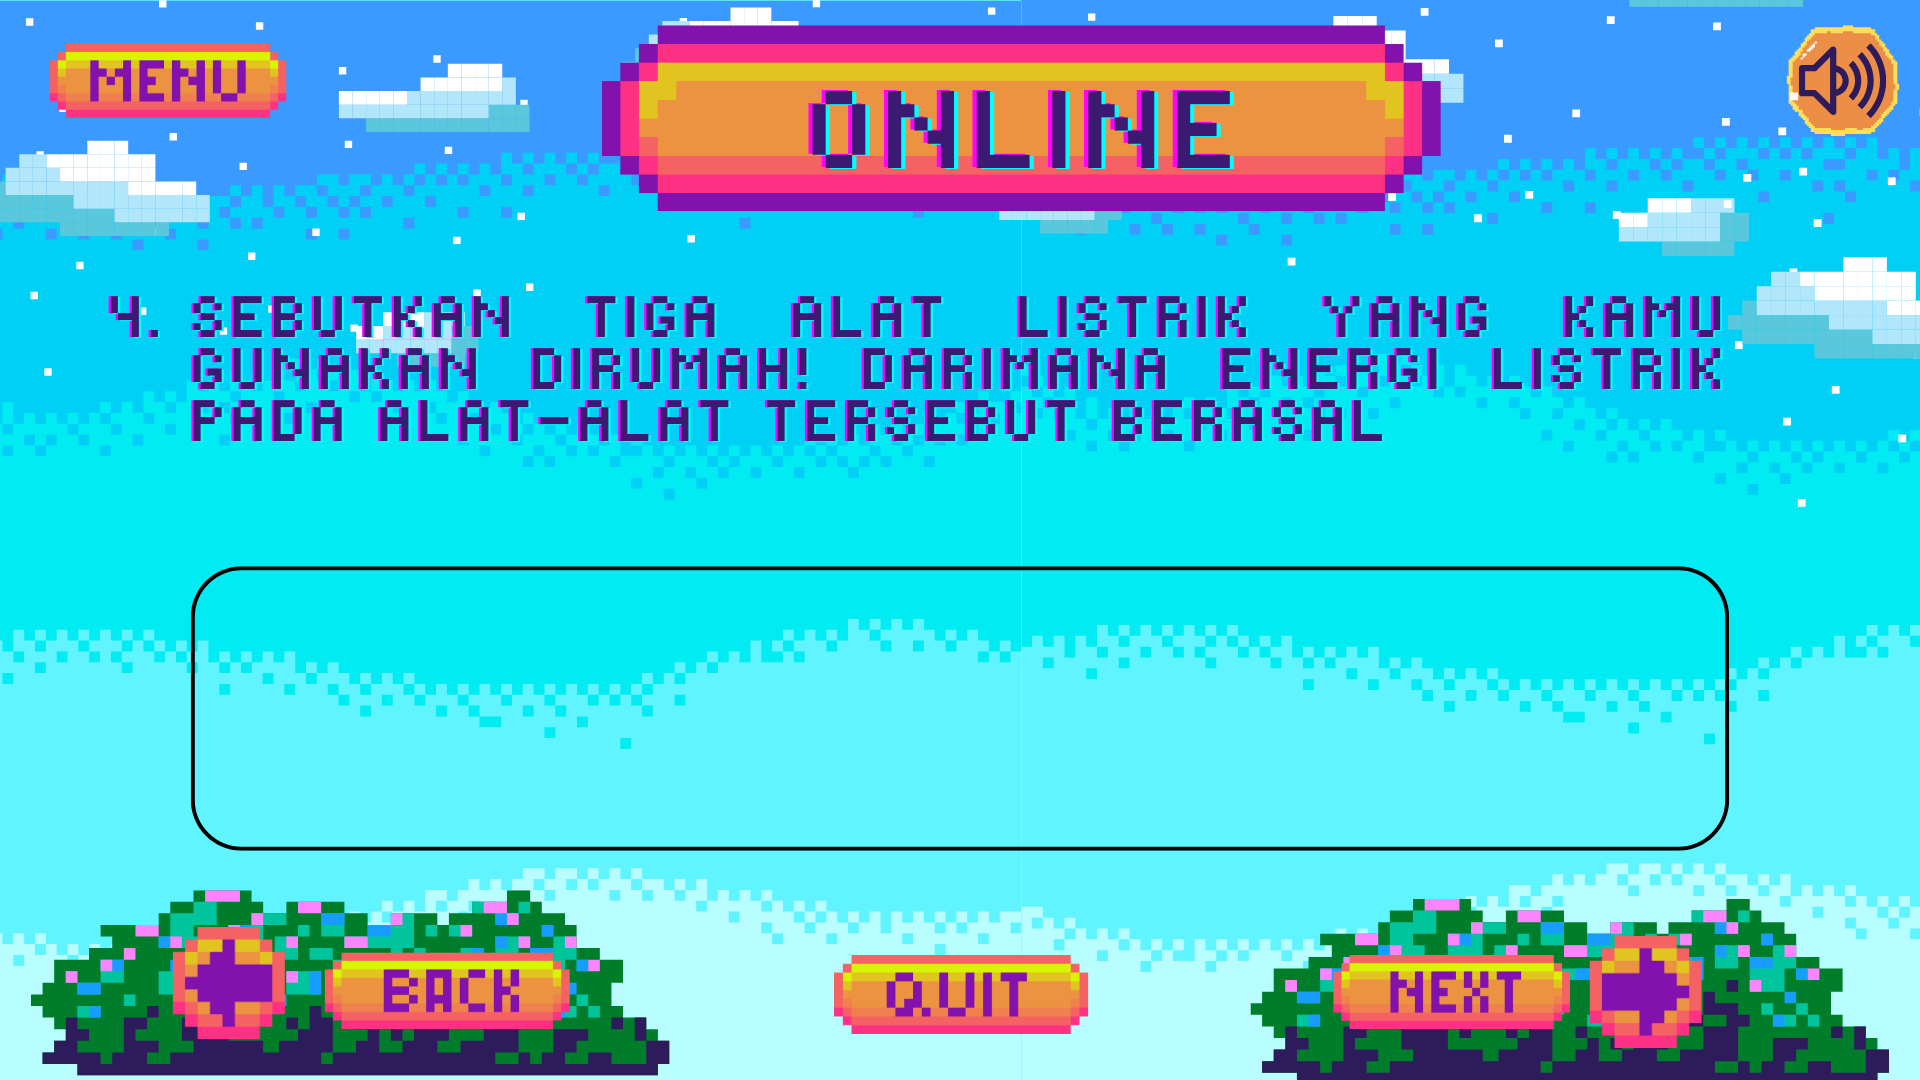 MENU
ONLINE
4. SEBUTKAN TIGA ALAT LISTRIK YANG KAMU
GUNAKAN DIRUMAH! DARIMANA ENERGI LISTRIK
PADA ALAT-ALAT TERSEBUT BERASAL
BACK
QUIT
NEXT